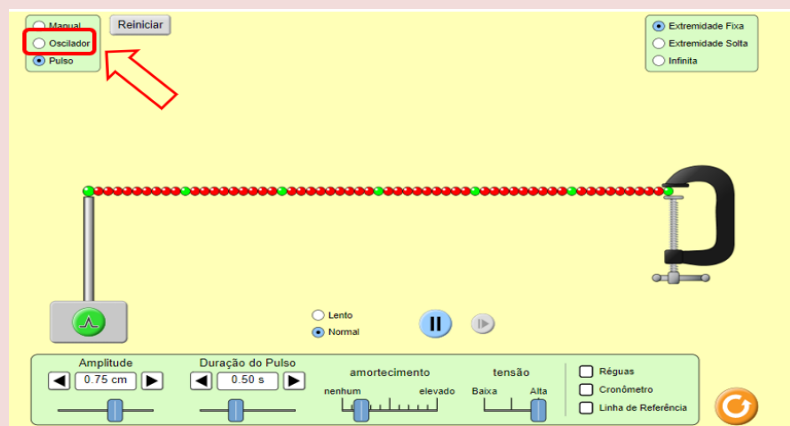 Manual
Oscilador
Pulso
Reiniciar
Extremidade Fixa
Extremidade Solta
Infinita
Lento
Normal
Amplitude
0.75 cm
Duração do Pulso
0.50 s
amortecimento
nenhum
elevado
tensão
Baixa
Alta
Réguas
Cronômetro
Linha de Referência